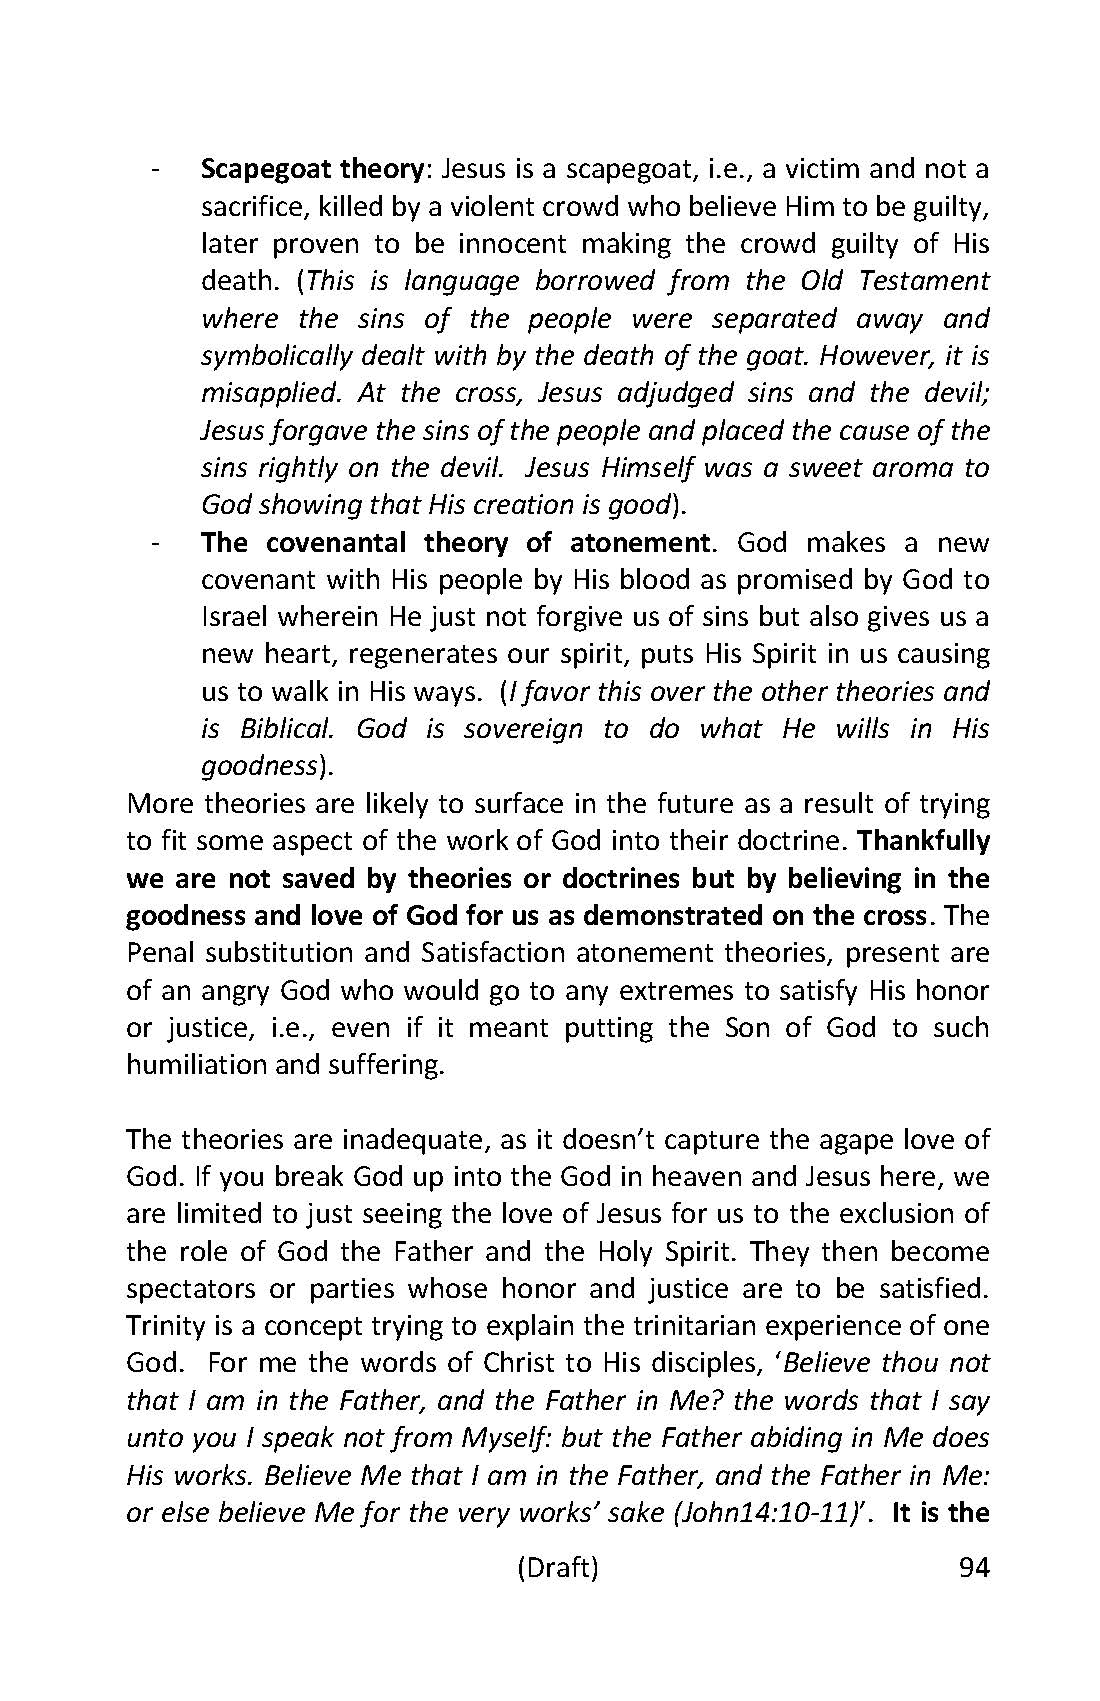 - Scapegoat theory: Jesus is a scapegoat, i.e., a victim and not a
sacrifice, killed by a violent crowd who believe Him to be guilty,
later proven to be innocent making the crowd guilty of His
death. (This is language borrowed from the Old Testament
where the sins of the people were separated away and
symbolically dealt with by the death of the goat. However, it is
misapplied. At the cross, Jesus adjudged sins and the devil;
Jesus forgave the sins of the people and placed the cause of the
sins rightly on the devil.  Jesus Himself was a sweet aroma to
God showing that His creation is good).
- The covenantal theory of atonement. God makes a new
covenant with His people by His blood as promised by God to
Israel wherein He just not forgive us of sins but also gives us a
new heart, regenerates our spirit, puts His Spirit in us causing
us to walk in His ways.  (I favor this over the other theories and
is Biblical. God is sovereign to do what He wills in His
goodness).
More theories are likely to surface in the future as a result of trying
to fit some aspect of the work of God into their doctrine. Thankfully
we are not saved by theories or doctrines but by believing in the
goodness and love of God for us as demonstrated on the cross. The
Penal substitution and Satisfaction atonement theories, present are
of an angry God who would go to any extremes to satisfy His honor
or justice, i.e., even if it meant putting the Son of God to such
humiliation and suffering.
The theories are inadequate, as it doesn’t capture the agape love of
God. If you break God up into the God in heaven and Jesus here, we
are limited to just seeing the love of Jesus for us to the exclusion of
the role of God the Father and the Holy Spirit. They then become
spectators or parties whose honor and justice are to be satisfied.
Trinity is a concept trying to explain the trinitarian experience of one
God.  For me the words of Christ to His disciples, ‘Believe thou not
that I am in the Father, and the Father in Me? the words that I say
unto you I speak not from Myself: but the Father abiding in Me does
His works. Believe Me that I am in the Father, and the Father in Me:
or else believe Me for the very works’ sake (John14:10-11)’.  It is the
(Draft) 94